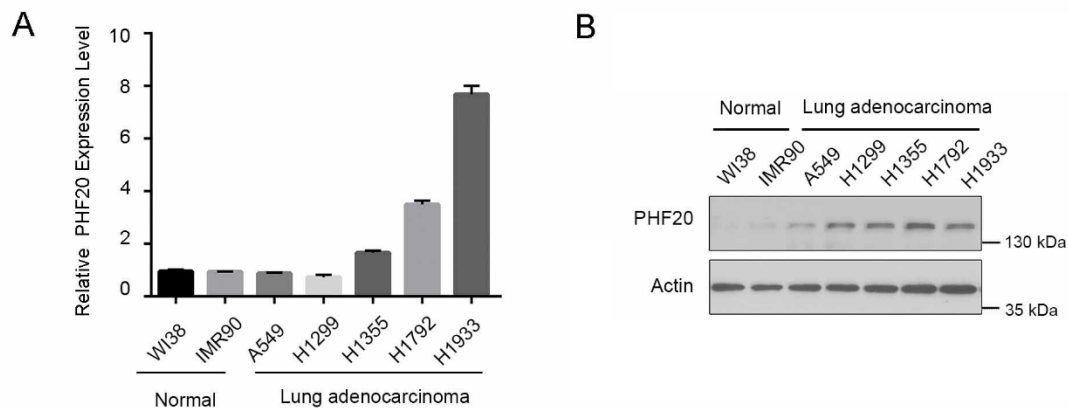 A
Relative PHF20 Expression Level
10
8
6
4
2
0
WI38
IMR90
A549
H1299
H1355
H1792
H1933
Normal
Lung adenocarcinoma
B
Normal
Lung adenocarcinoma
WI38
IMR90
A549
H1299
H1355
H1792
H1933
PHF20
130 kDa
Actin
35 kDa